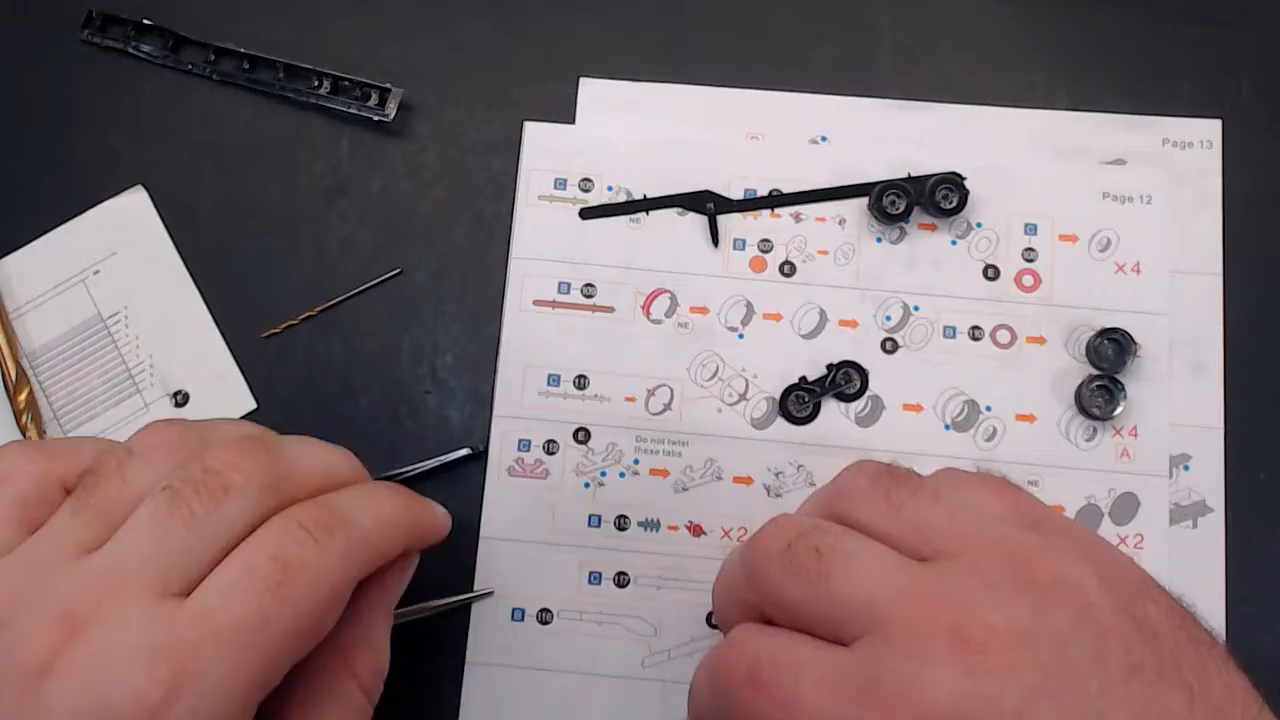 Page 13
Page 12
C 105
NE
B 107
E
C 108
E
×4
B 109
NE
E
B 110
C 111
×4
A
C 112
E
Do not twist
these tabs
NE
B 113
×2
×2
C 117
B 116